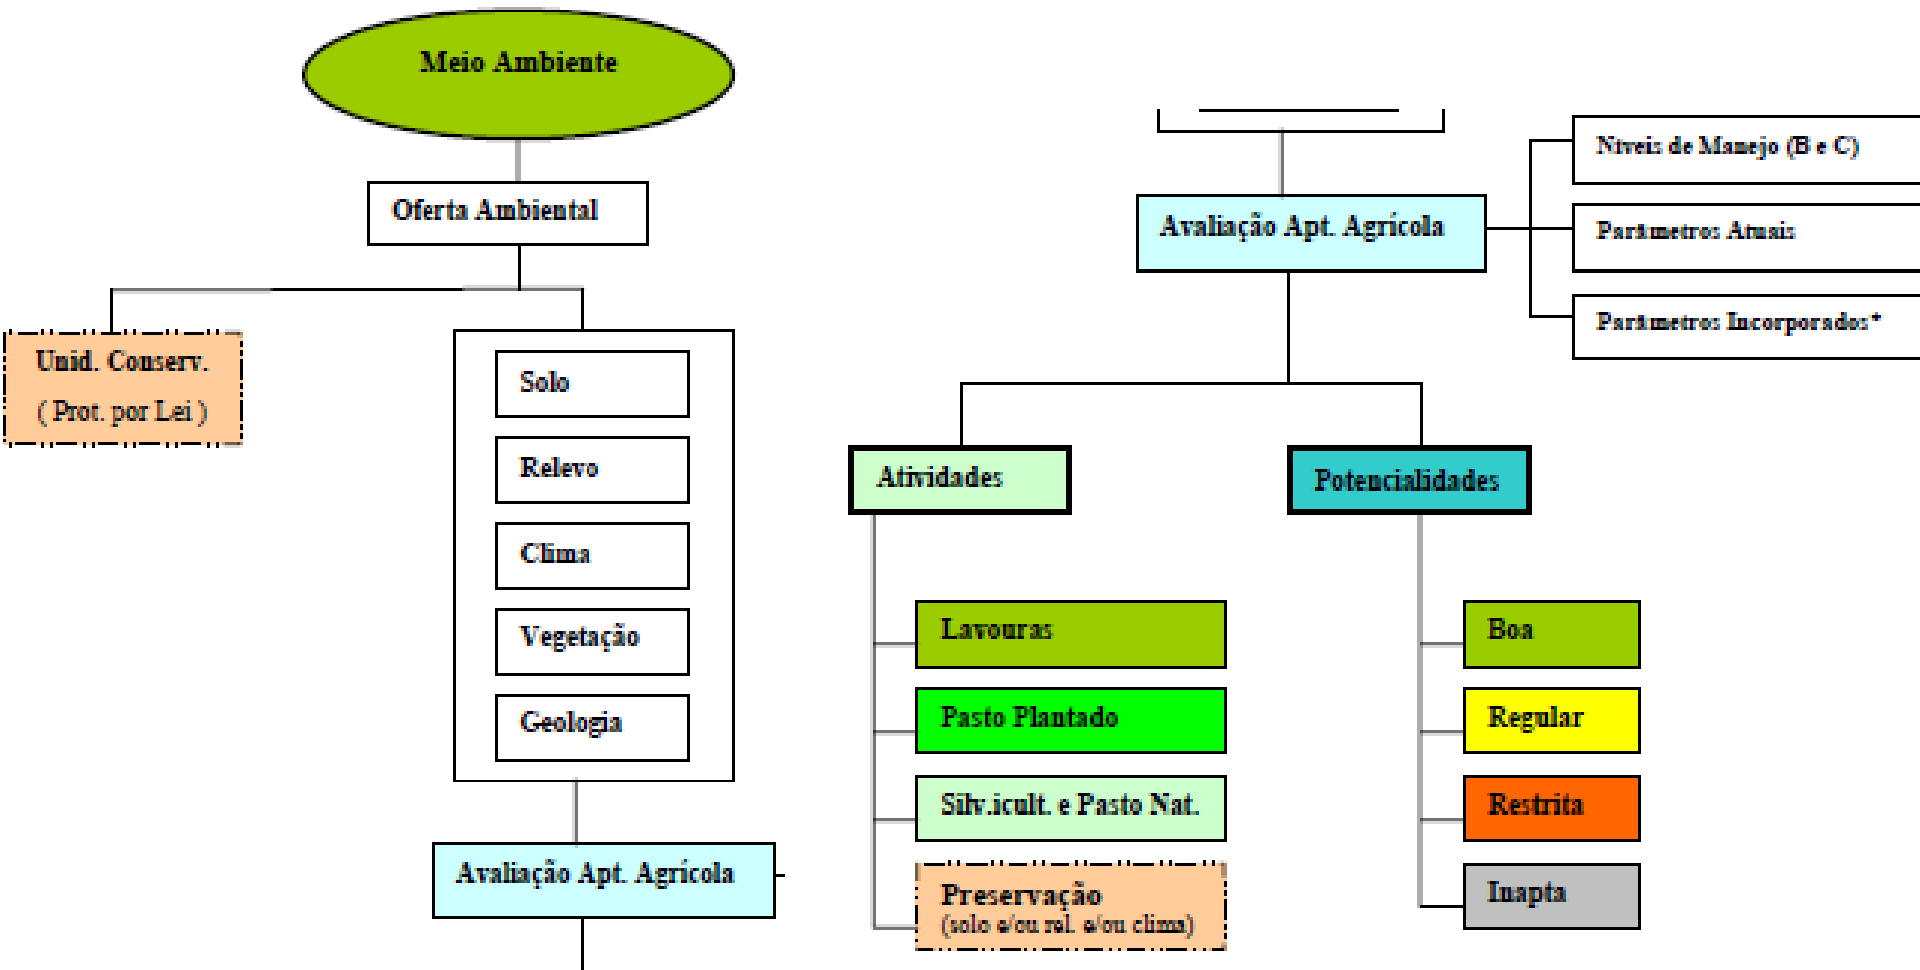 Meio Ambiente
Oferta Ambiental
Unid. Conserv.
( Prot. por Lei )
Solo
Relevo
Clima
Vegetação
Geologia
Avaliação Apt. Agrícola
Avaliação Apt. Agrícola
Níveis de Manejo (B e C)
Parâmetros Atuais
Parâmetros Incorporados*
Atividades
Potencialidades
Lavouras
Pasto Plantado
Silv.icult. e Pasto Nat.
Preservação
(solo e/ou rel. e/ou clima)
Boa
Regular
Restrita
Inapta